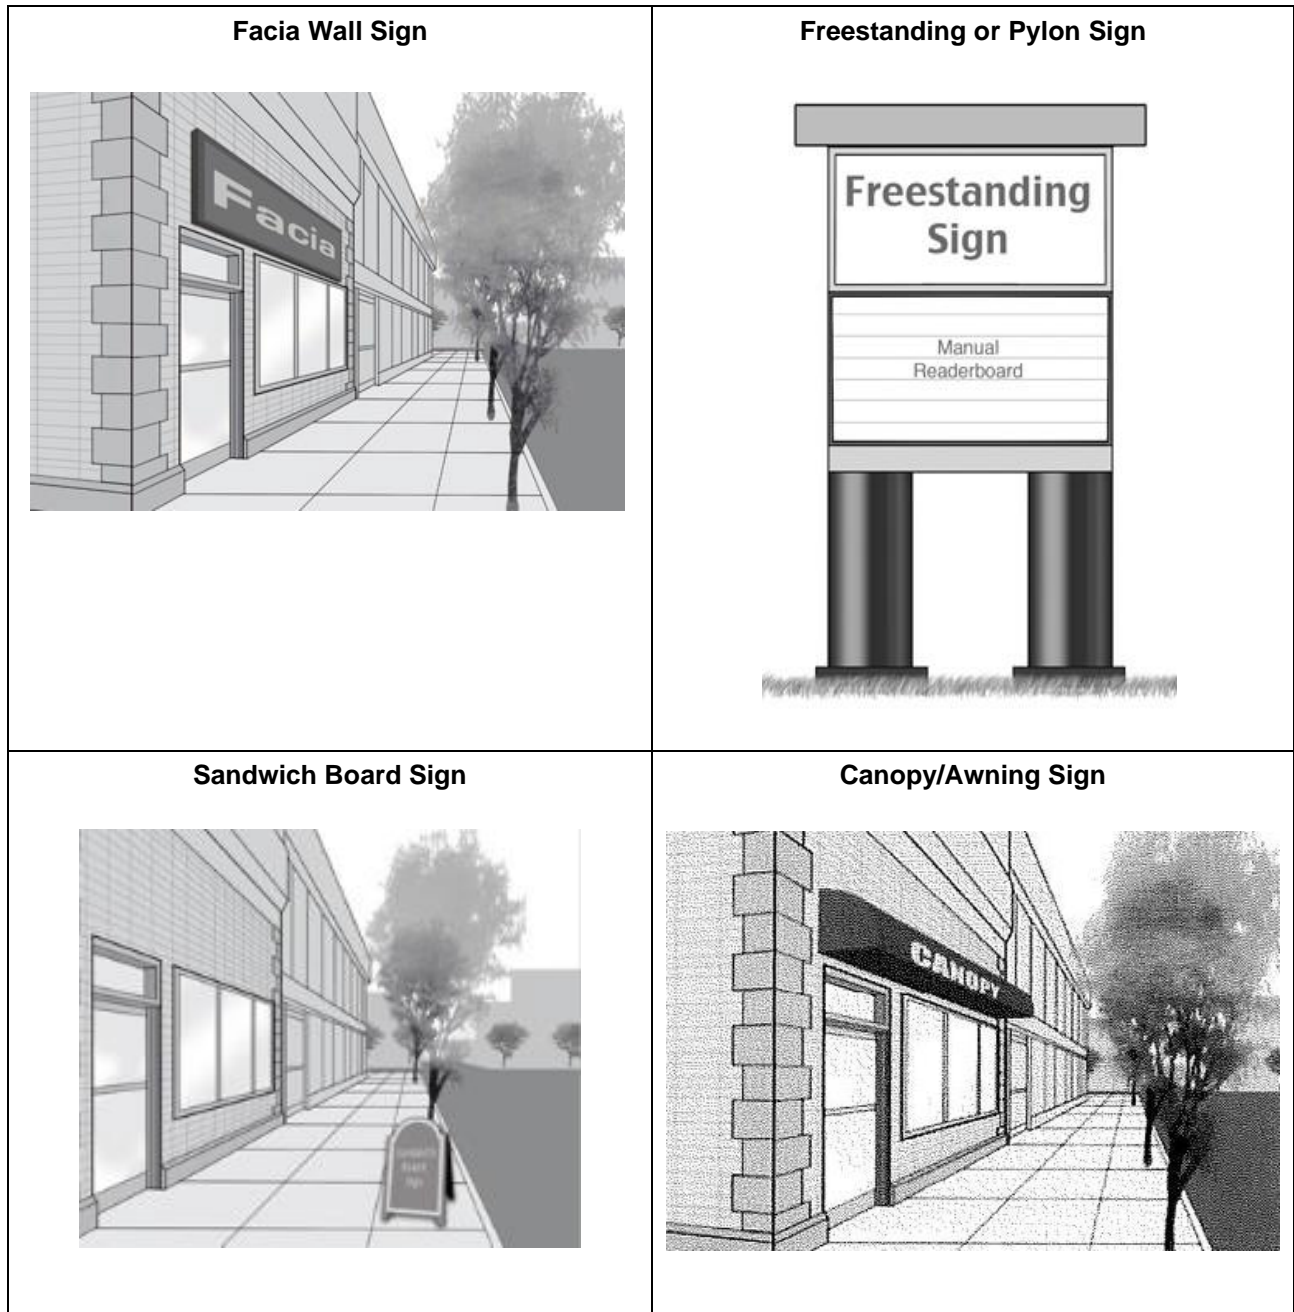 Facia Wall Sign
Freestanding or Pylon Sign
Facia
Freestanding
Sign
Manual
Readerboard
Sandwich Board Sign
Canopy/Awning Sign
CANOPY